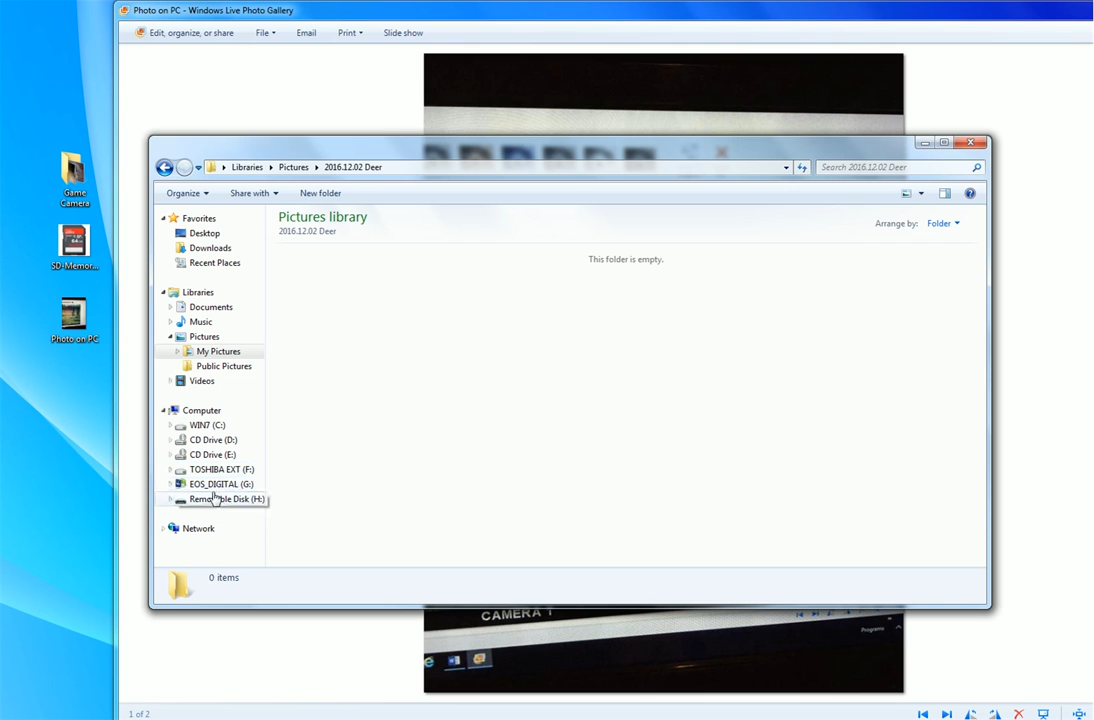 Photo on PC - Windows Live Photo Gallery
Edit, organize, or share File Email Print Slide show
Game
Camera
SD-Memor...
Photo on PC
Libraries Pictures 2016.12.02 Deer
Search 2016.12.02 Deer
Organize Share with New folder
Favorites
Desktop
Downloads
Recent Places
Libraries
Documents
Music
Pictures
My Pictures
Public Pictures
Videos
Computer
WIN7 (C:)
CD Drive (D:)
CD Drive (E:)
TOSHIBA EXT (F:)
EOS_DIGITAL (G:)
Removable Disk (H:)
Network
Pictures library
2016.12.02 Deer
Arrange by: Folder
This folder is empty.
0 items
CAMERA 1
Programs
1 of 2